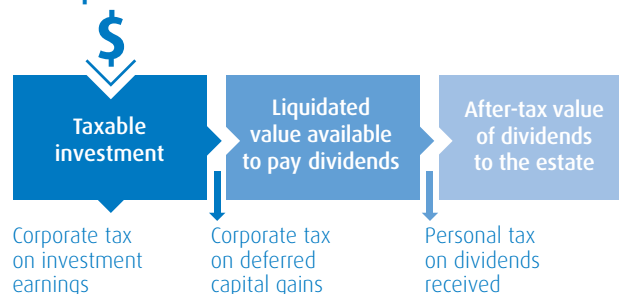 $
Taxable
investment
Liquidated
value available
to pay dividends
After-tax value
of dividends
to the estate
Corporate tax
on investment
earnings
Corporate tax
on deferred
capital gains
Personal tax
on dividends
received